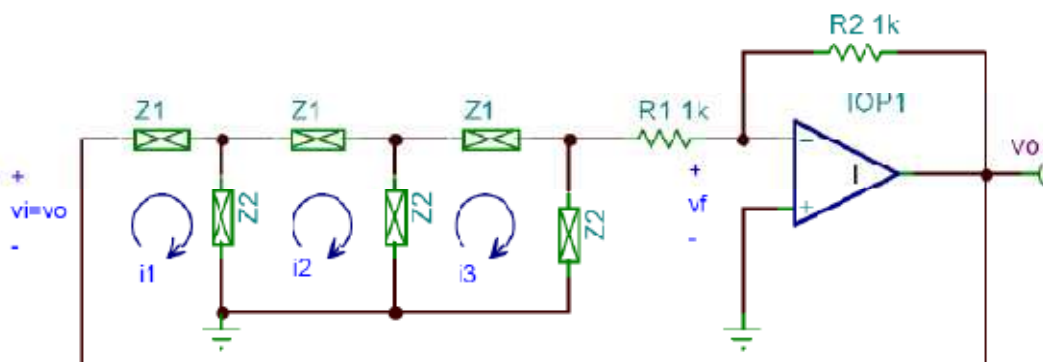 R2 1k
IOP1
Z1
Z1
Z1
R1 1k
vo
+
vi=vo
-
Z2
Z2
Z2
+
vf
-
−
+
I
i1
i2
i3